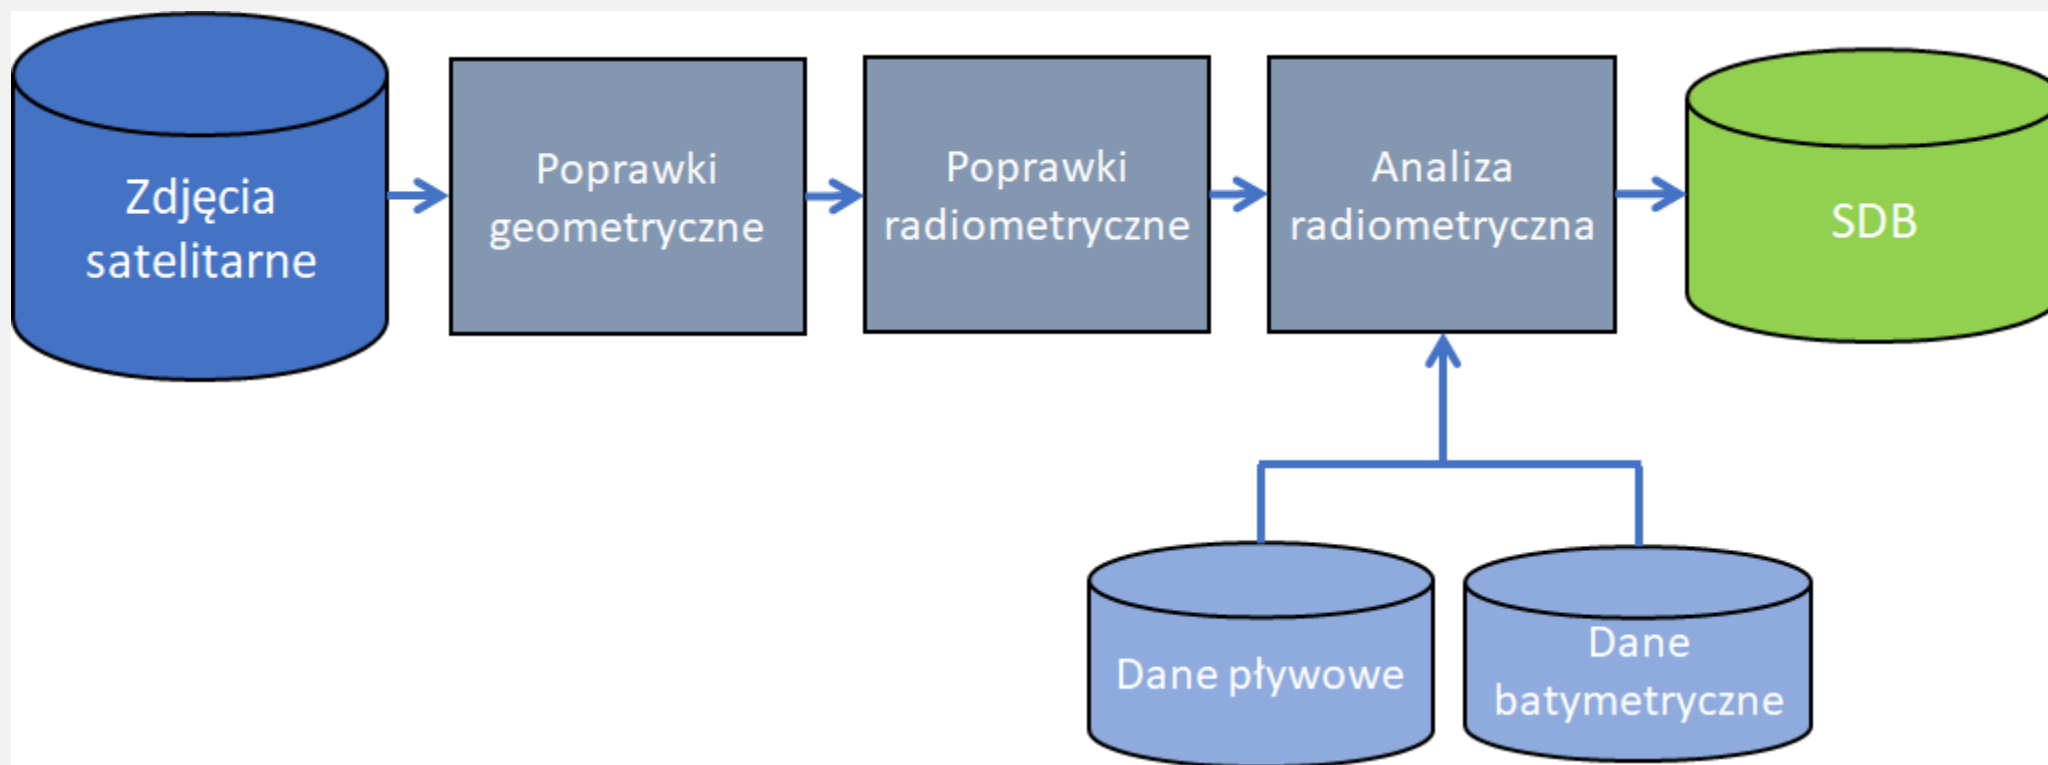 Zdjęcia
satelitarne
Poprawki
geometryczne
Poprawki
radiometryczne
Analiza
radiometryczna
SDB
Dane pływowe
Dane
batymetryczne